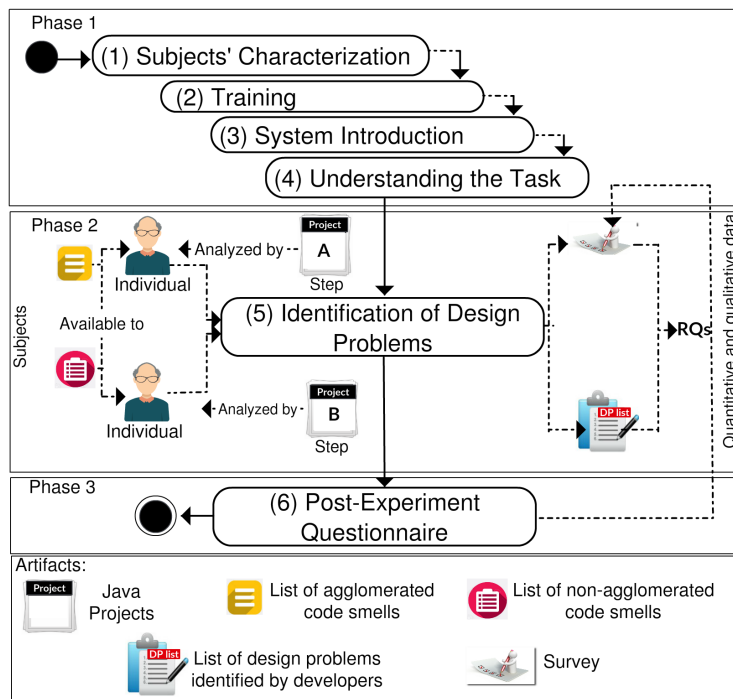 Phase 1
(1) Subjects' Characterization
(2) Training
(3) System Introduction
(4) Understanding the Task
Phase 2
Subjects
Individual
Analyzed by
Project
A
Step
Available to
Individual
Analyzed by
Project
B
Step
(5) Identification of Design
Problems
DP list
RQs
Quantitative and qualitative data
Phase 3
(6) Post-Experiment
Questionnaire
Artifacts:
Project
Java
Projects
List of agglomerated
code smells
List of non-agglomerated
code smells
DP list
List of design problems
identified by developers
Survey